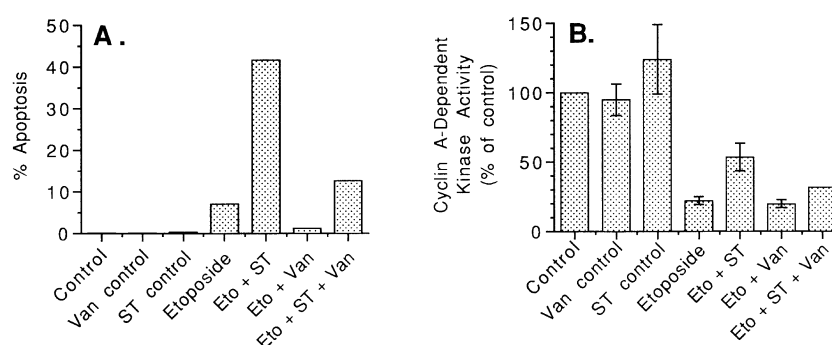 A.
50
40
30
20
10
0
% Apoptosis
Control
Van control
ST control
Etoposide
Eto + ST
Eto + Van
Eto + ST + Van
B.
150
100
50
0
Cyclin A-Dependent
Kinase Activity
(% of control)
Control
Van control
ST control
Etoposide
Eto + ST
Eto + Van
Eto + ST + Van